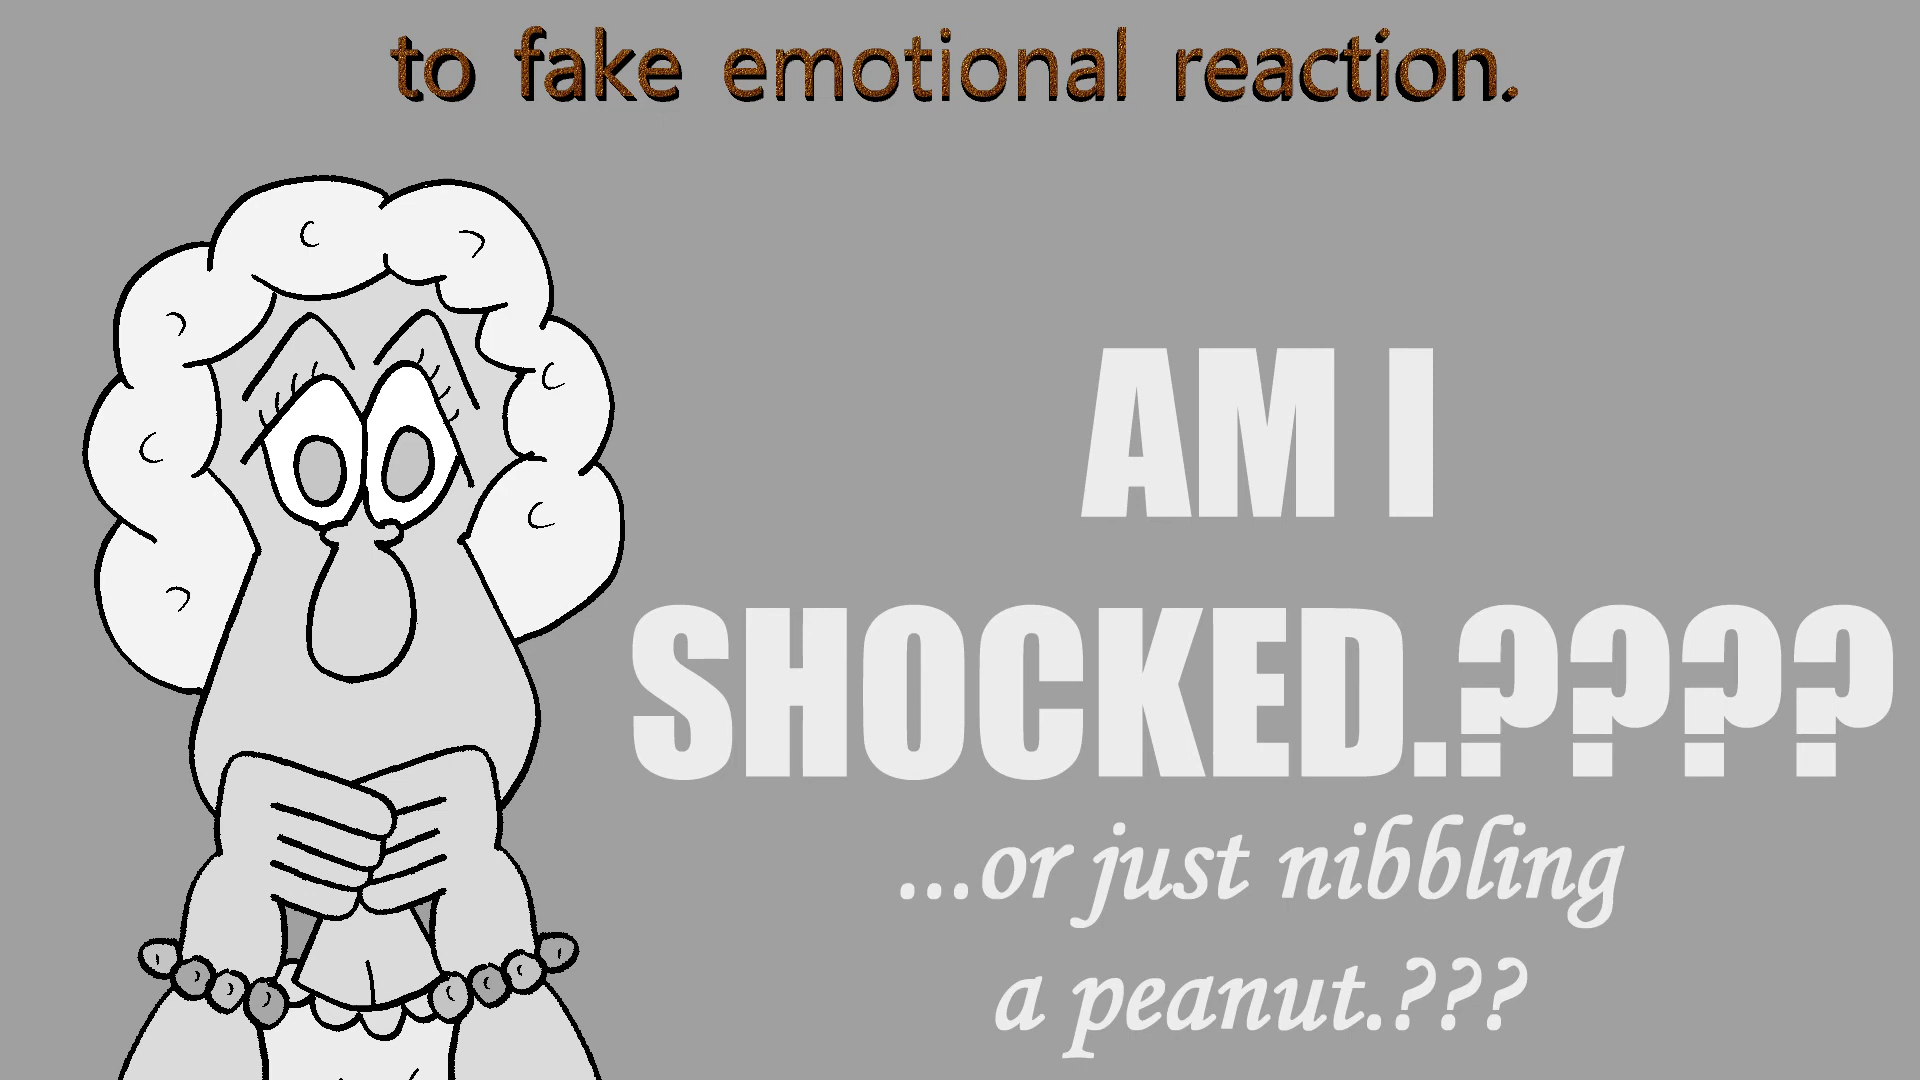 to fake emotional reaction.
AM I
SHOCKED.????
...or just nibbling
a peanut.???